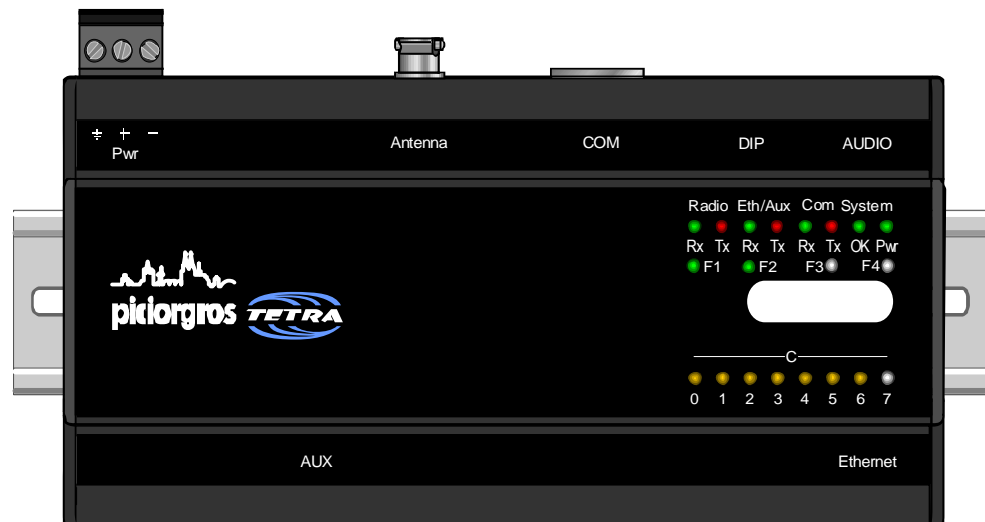 Pwr
Antenna
COM
DIP
AUDIO
Radio Eth/Aux Com System
Rx Tx Rx Tx Rx Tx OK Pwr
F1 F2 F3 F4
piciorgros TETRA
C
0 1 2 3 4 5 6 7
AUX
Ethernet